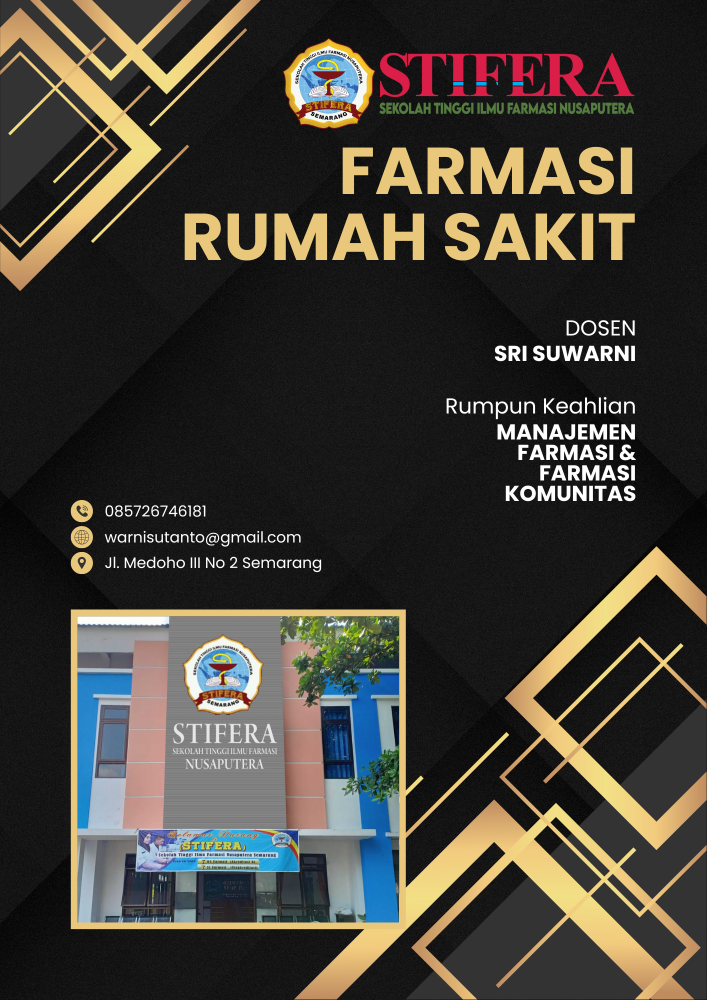 SEKOLAH TINGGI ILMU FARMASI NUSAPUTERA
STIFERA
SEMARANG
STIFERA
SEKOLAH TINGGI ILMU FARMASI NUSAPUTERA
FARMASI
RUMAH SAKIT
DOSEN
SRI SUWARNI
Rumpun Keahlian
MANAJEMEN
FARMASI &
FARMASI
KOMUNITAS
085726746181
warnisutanto@gmail.com
Jl. Medoho III No 2 Semarang
SEKOLAH TINGGI ILMU FARMASI NUSAPUTERA
STIFERA
SEMARANG
STIFERA
SEKOLAH TINGGI ILMU FARMASI
NUSAPUTERA
Selamat Datang
di
(STIFERA)
Sekolah Tinggi Ilmu Farmasi Nusaputera Semarang
Program Studi:
D3 Farmasi (Akreditasi B)
S1 Farmasi (Terakreditasi)